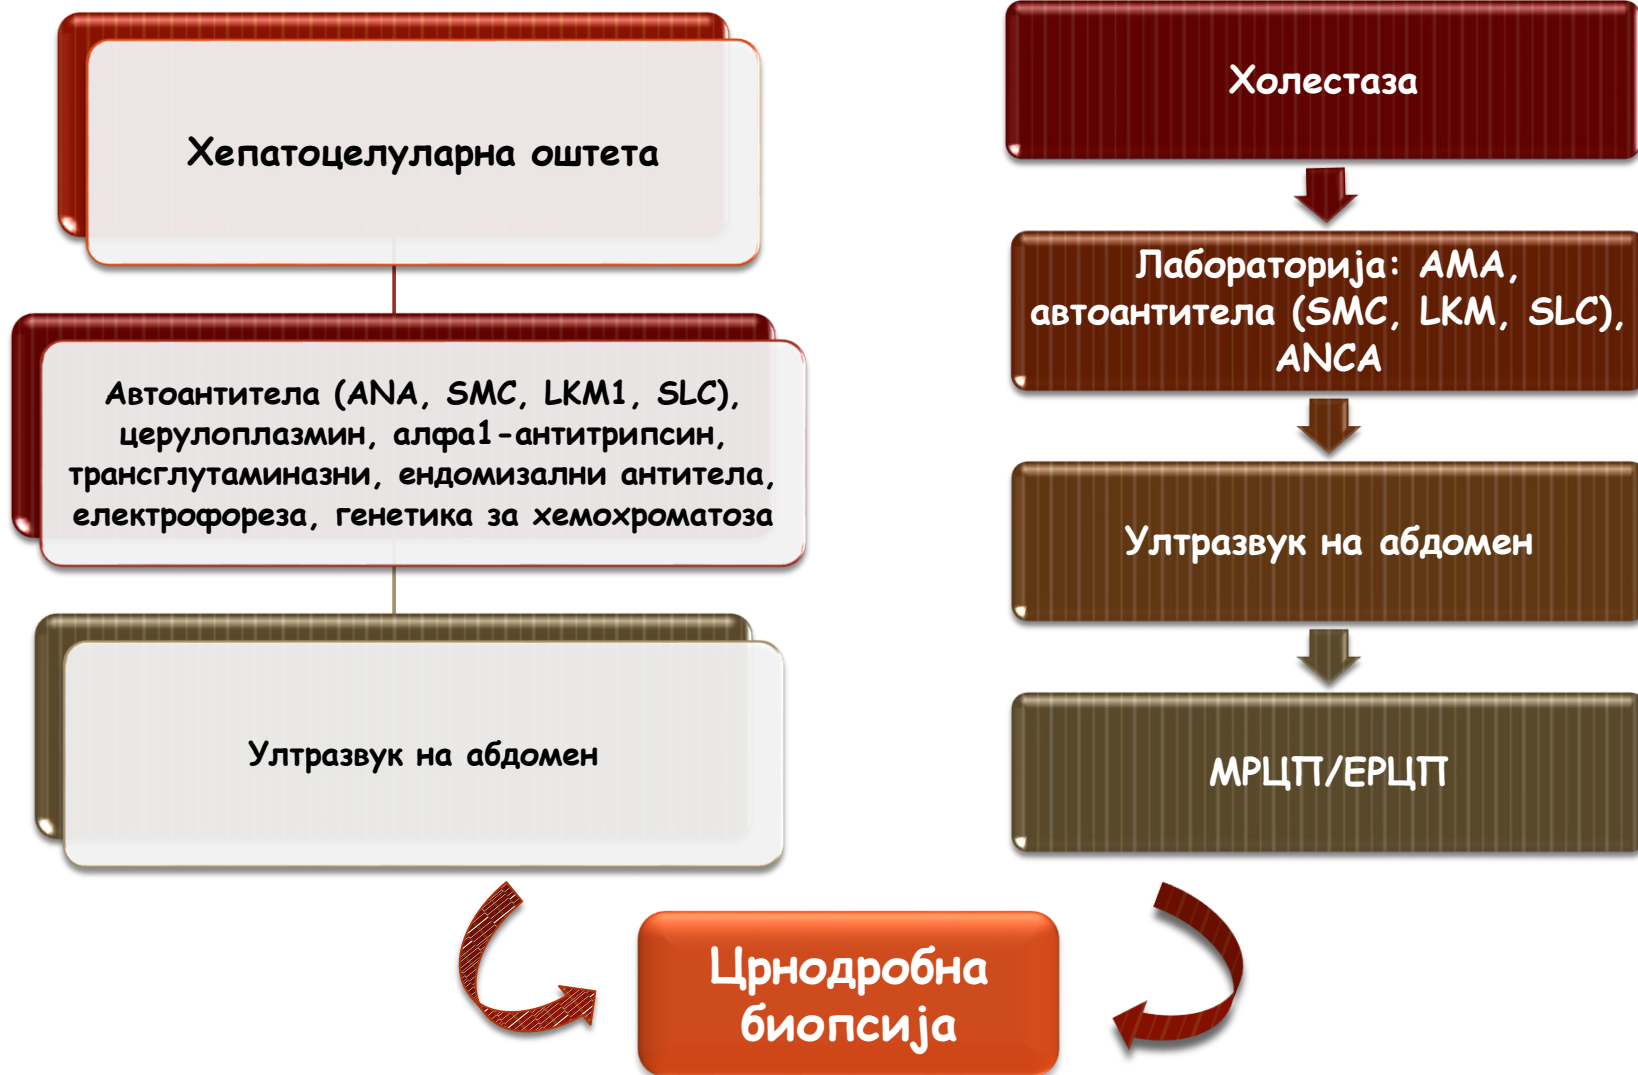 Хепатоцелуларна оштета
Автоантитела (ANA, SMC, LKM1, SLC),
церулоплазмин, алфа1-антитрипсин,
трансглутаминазни, ендомизални антитела,
електрофореза, генетика за хемохроматоза
Ултразвук на абдомен
Холестаза
Лабораторија: АМА,
автоантитела (SMC, LKM, SLC),
ANCA
Ултразвук на абдомен
МРЦП/ЕРЦП
Црнодробна
биопсија